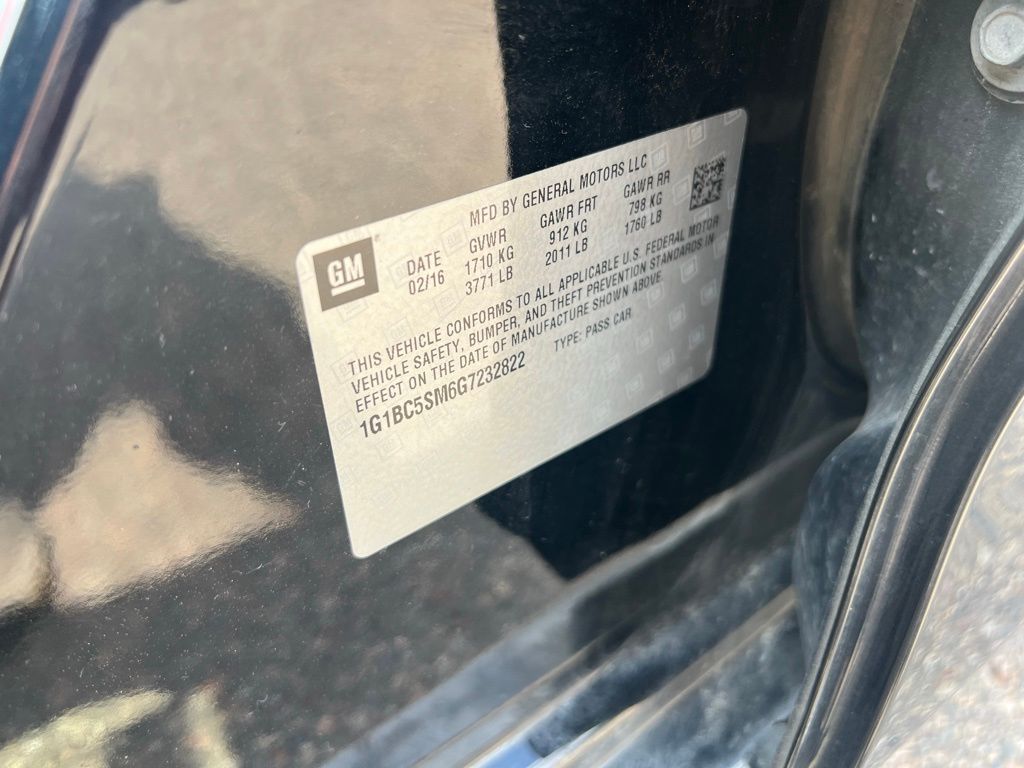 GM
MFD BY GENERAL MOTORS LLC
DATE GVWR GAWR FRT GAWR RR
02/16 1710 KG 912 KG 798 KG
3771 LB 2011 LB 1760 LB
THIS VEHICLE CONFORMS TO ALL APPLICABLE U.S. FEDERAL MOTOR
VEHICLE SAFETY, BUMPER, AND THEFT PREVENTION STANDARDS IN
EFFECT ON THE DATE OF MANUFACTURE SHOWN ABOVE.
1G1BC5SM6G7232822 TYPE: PASS CAR